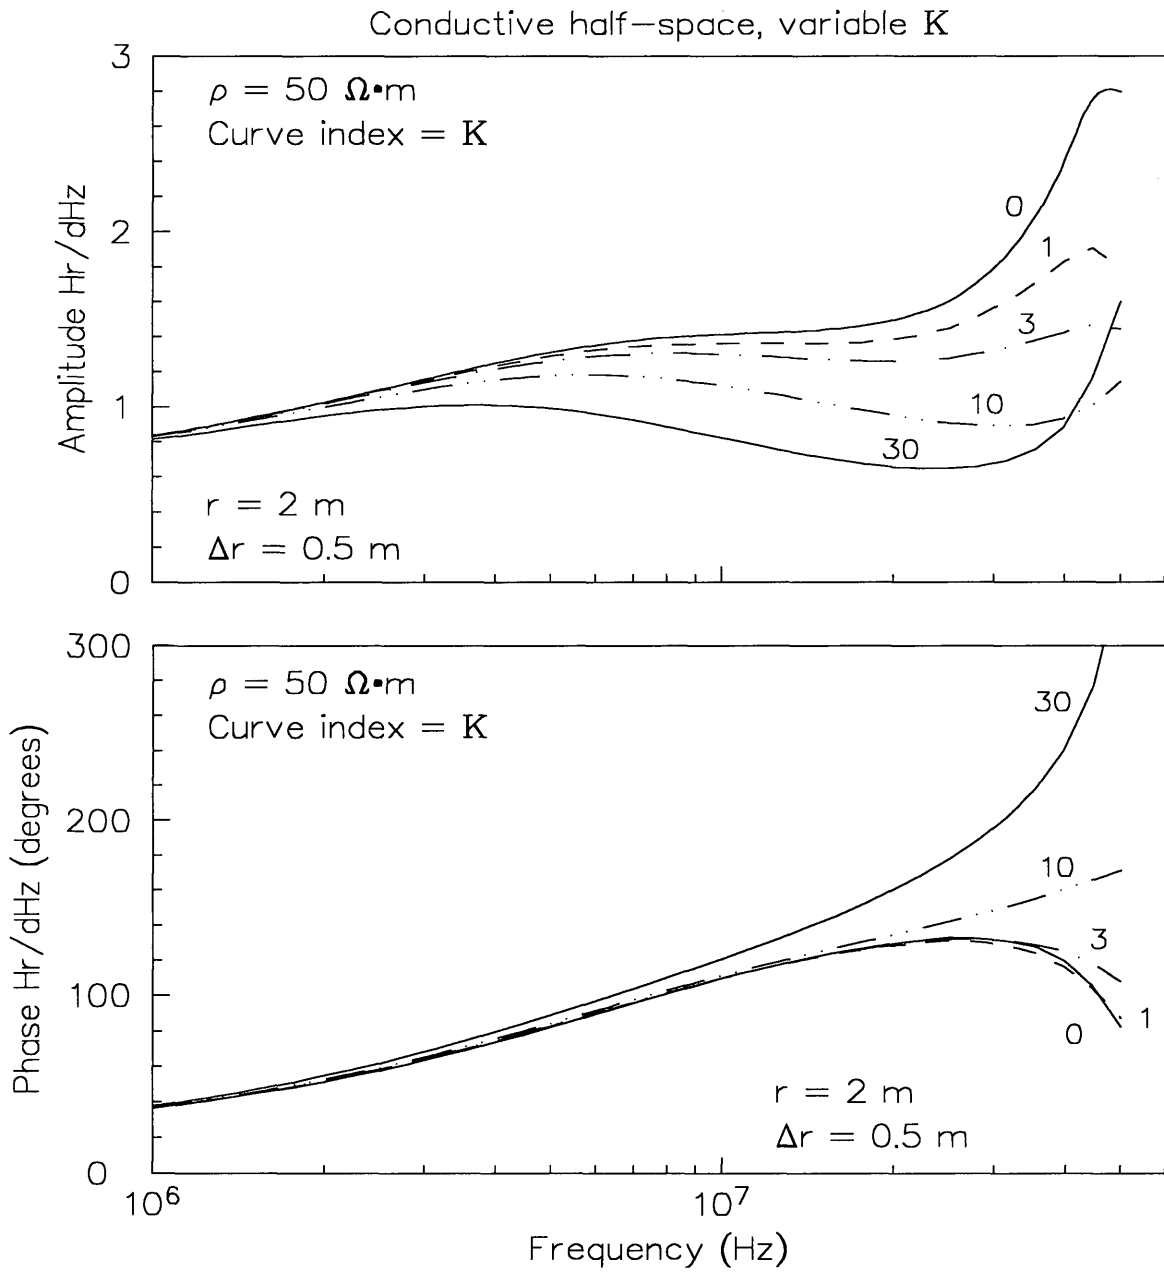 Conductive half-space, variable K
3
ρ = 50 Ω•m
Curve index = K
0
2
1
3
1
10
30
r = 2 m
Δr = 0.5 m
0
Amplitude Hr/dHz
300
ρ = 50 Ω•m
Curve index = K
30
200
10
3
100
1
0
r = 2 m
Δr = 0.5 m
0
Phase Hr/dHz (degrees)
10⁶
10⁷
Frequency (Hz)